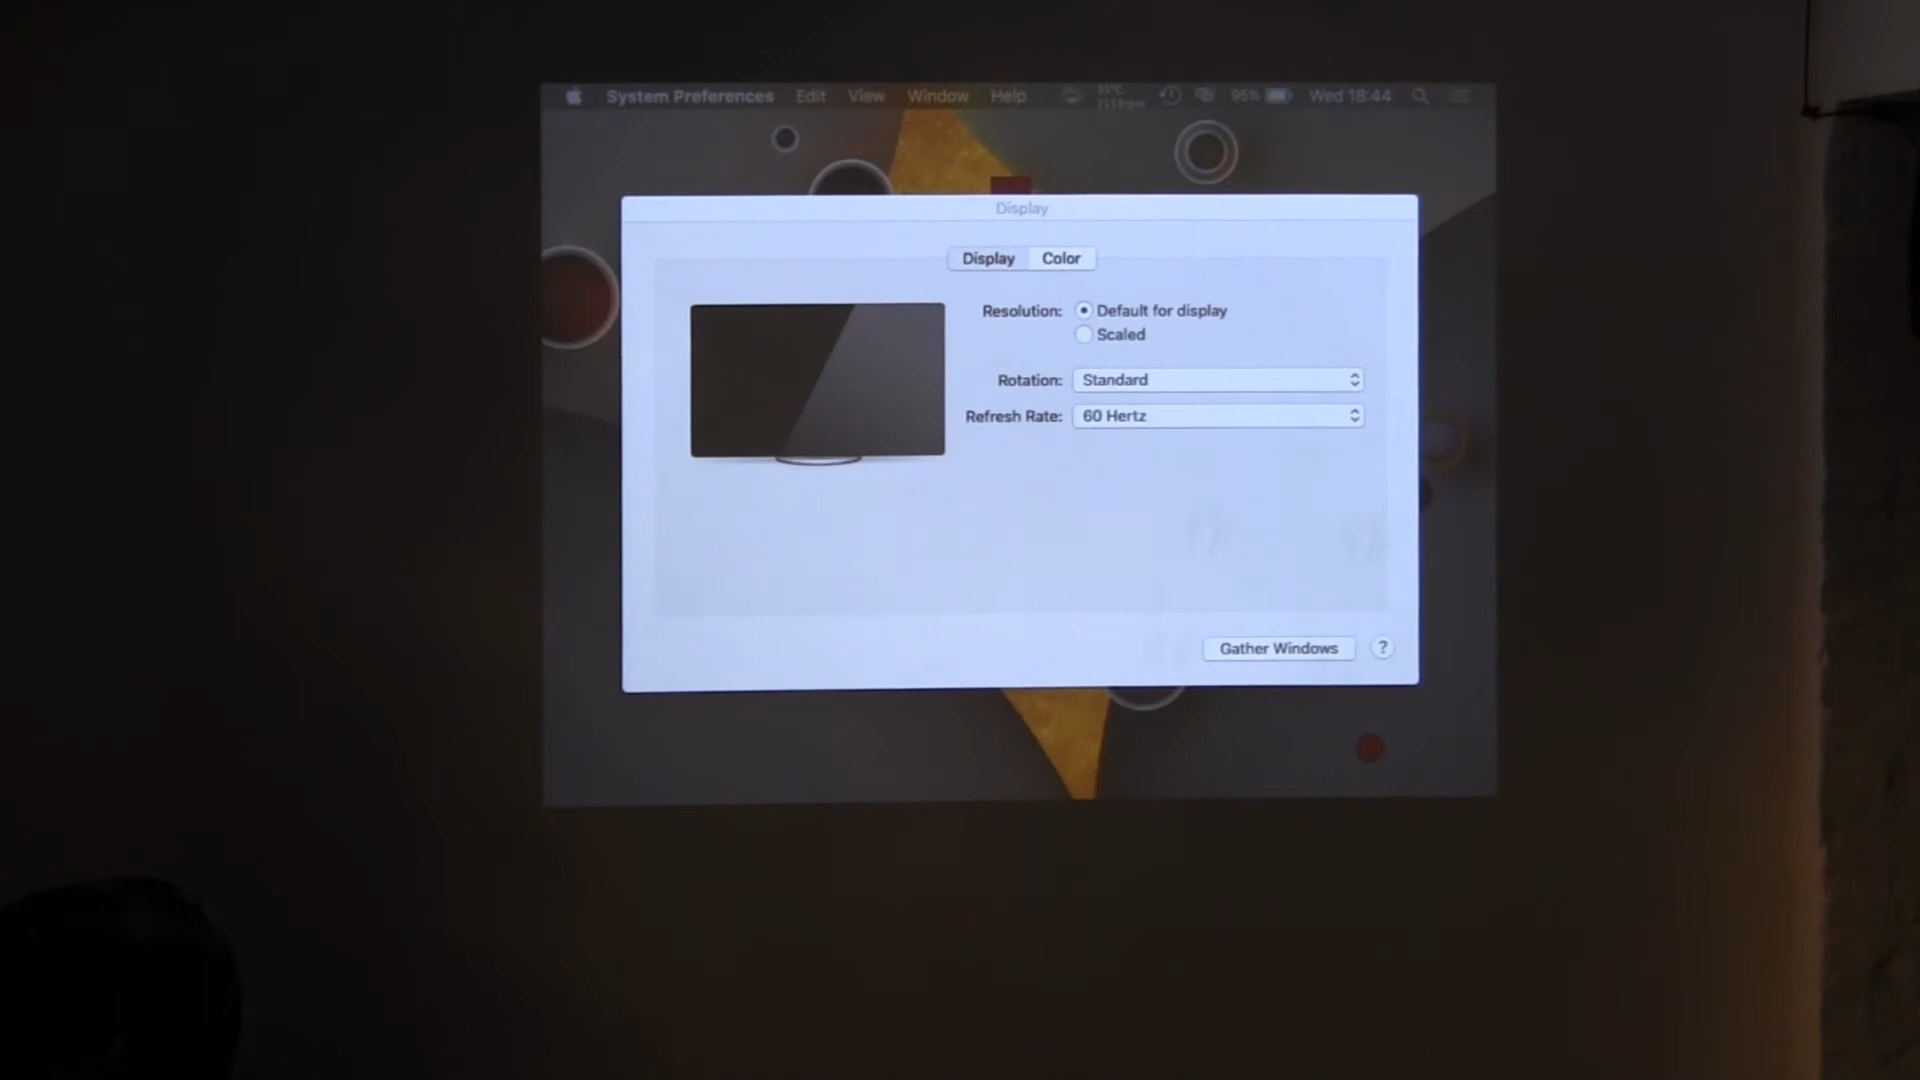 System Preferences Edit View Window Help 95% Wed 18:44
Display
Display Color
Resolution: Default for display
Scaled
Rotation: Standard
Refresh Rate: 60 Hertz
Gather Windows ?